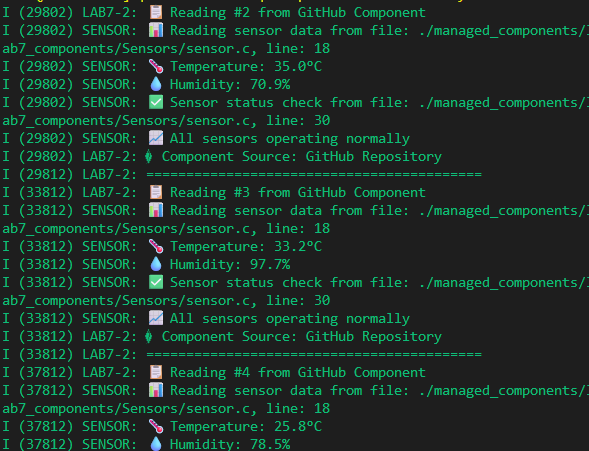 I (29802) LAB7-2: 📋 Reading #2 from GitHub Component
I (29802) SENSOR: 📊 Reading sensor data from file: ./managed_components/
ab7_components/Sensors/sensor.c, line: 18
I (29802) SENSOR: 🌡️ Temperature: 35.0°C
I (29802) SENSOR: 💧 Humidity: 70.9%
I (29802) SENSOR: ✅ Sensor status check from file: ./managed_components/
ab7_components/Sensors/sensor.c, line: 30
I (29802) SENSOR: 📈 All sensors operating normally
I (29802) LAB7-2: Component Source: GitHub Repository
I (29812) LAB7-2: ==========================================
I (33812) LAB7-2: 📋 Reading #3 from GitHub Component
I (33812) SENSOR: 📊 Reading sensor data from file: ./managed_components/
ab7_components/Sensors/sensor.c, line: 18
I (33812) SENSOR: 🌡️ Temperature: 33.2°C
I (33812) SENSOR: 💧 Humidity: 97.7%
I (33812) SENSOR: ✅ Sensor status check from file: ./managed_components/
ab7_components/Sensors/sensor.c, line: 30
I (33812) SENSOR: 📈 All sensors operating normally
I (33812) LAB7-2: Component Source: GitHub Repository
I (33812) LAB7-2: ==========================================
I (37812) LAB7-2: 📋 Reading #4 from GitHub Component
I (37812) SENSOR: 📊 Reading sensor data from file: ./managed_components/
ab7_components/Sensors/sensor.c, line: 18
I (37812) SENSOR: 🌡️ Temperature: 25.8°C
I (37812) SENSOR: 💧 Humidity: 78.5%